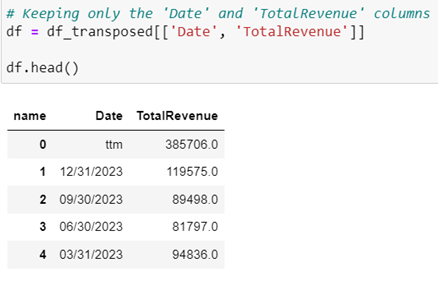 # Keeping only the 'Date' and 'TotalRevenue' columns
df = df_transposed[['Date', 'TotalRevenue']]
df.head()
name Date TotalRevenue
0 ttm 385706.0
1 12/31/2023 119575.0
2 09/30/2023 89498.0
3 06/30/2023 81797.0
4 03/31/2023 94836.0